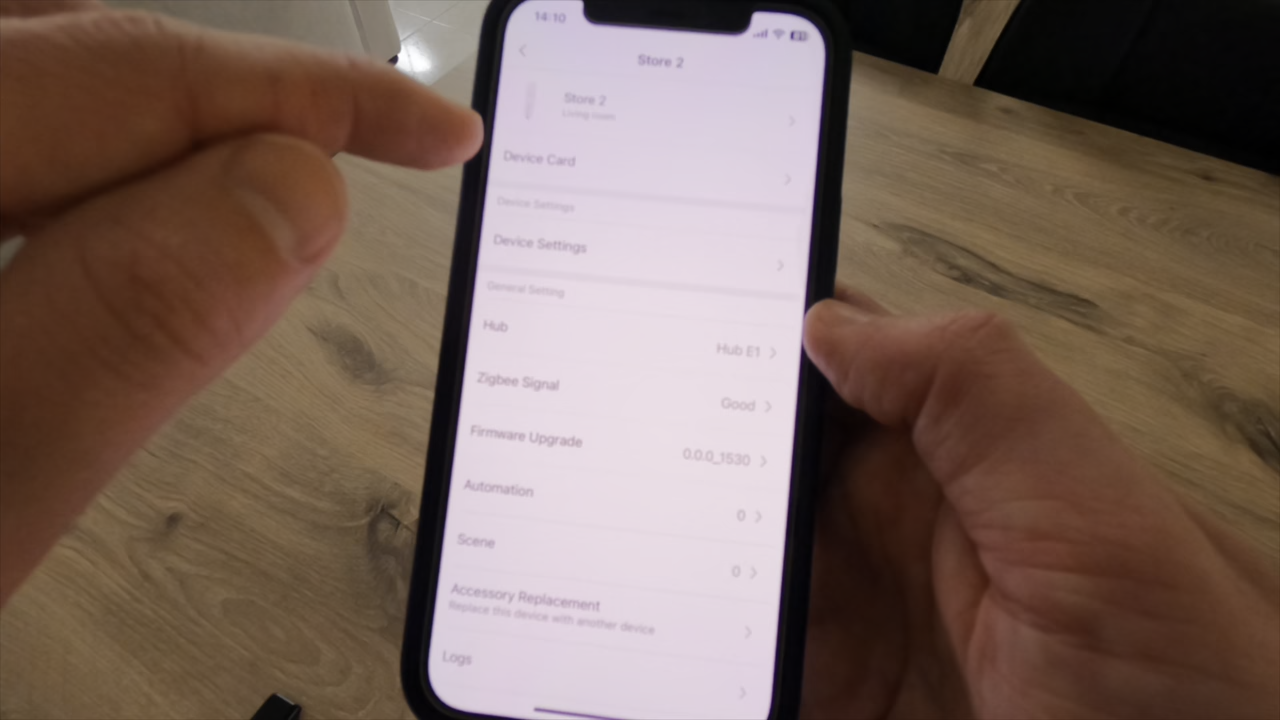 14:10
Store 2
Store 2
Living room
Device Card
Device Settings
Device Settings
General Setting
Hub
Hub E1
Zigbee Signal
Good
Firmware Upgrade
0.0.0_1530
Automation
0
Scene
0
Accessory Replacement
Replace this device with another device
Logs